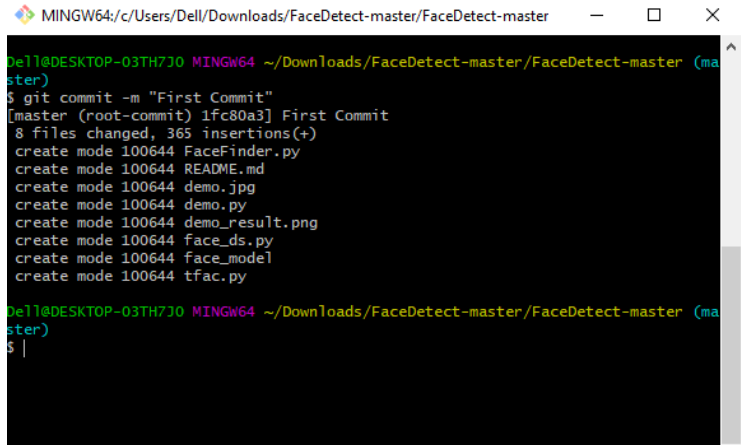 MINGW64:/c/Users/Dell/Downloads/FaceDetect-master/FaceDetect-master
Dell@DESKTOP-03TH7JO MINGW64 ~/Downloads/FaceDetect-master/FaceDetect-master (ma
ster)
$ git commit -m "First Commit"
[master (root-commit) 1fc80a3] First Commit
 8 files changed, 365 insertions(+)
 create mode 100644 FaceFinder.py
 create mode 100644 README.md
 create mode 100644 demo.jpg
 create mode 100644 demo.py
 create mode 100644 demo_result.png
 create mode 100644 face_ds.py
 create mode 100644 face_model
 create mode 100644 tfac.py
Dell@DESKTOP-03TH7JO MINGW64 ~/Downloads/FaceDetect-master/FaceDetect-master (ma
ster)
$